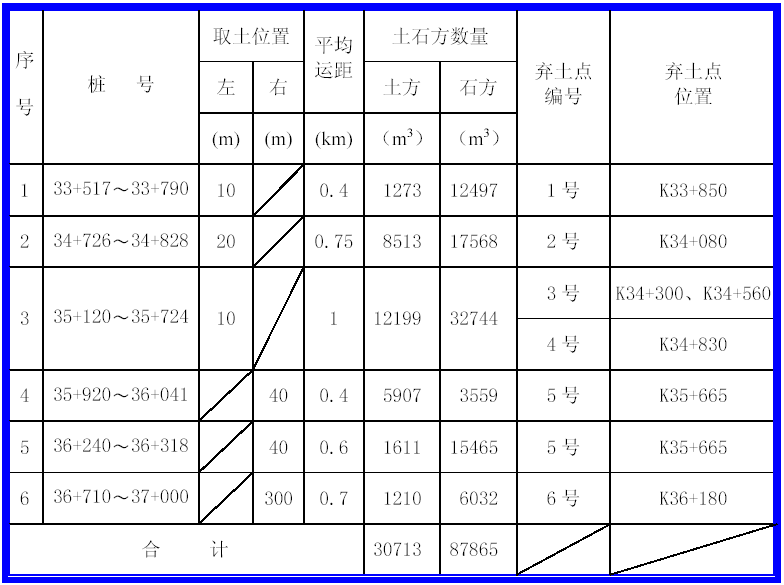 序号 桩 号 取土位置 平均运距 土石方数量 弃土点编号 弃土点位置
左 右 土方 石方
(m) (m) (km) （m³） （m³）
1 33+517～33+790 10 0.4 1273 12497 1号 K33+850
2 34+726～34+828 20 0.75 8513 17568 2号 K34+080
3 35+120～35+724 10 1 12199 32744 3号 K34+300、K34+560
4号 K34+830
4 35+920～36+041 40 0.4 5907 3559 5号 K35+665
5 36+240～36+318 40 0.6 1611 15465 5号 K35+665
6 36+710～37+000 300 0.7 1210 6032 6号 K36+180
合 计 30713 87865